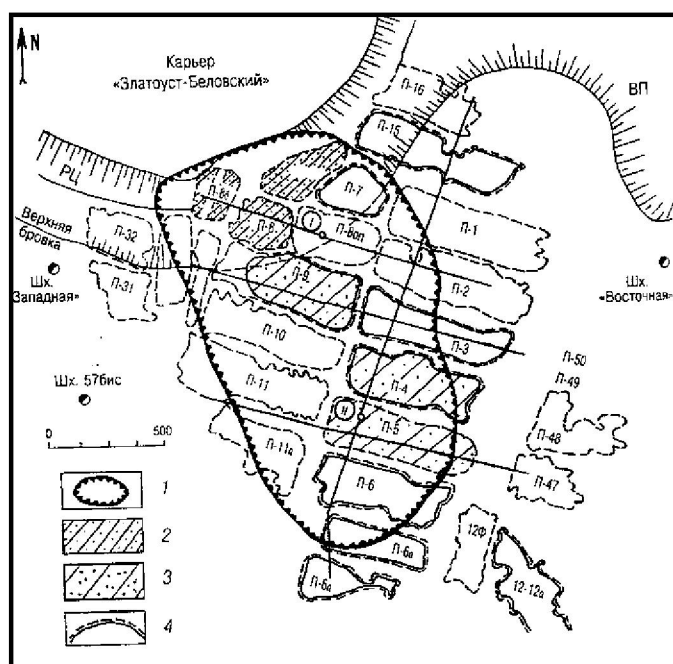 N
Карьер
«Златоуст-Беловский»
ВП
П-16
П-15
РЦ
П-8а
П-7
П-8
I
П-8оп
П-1
Верхняя
бровка
П-32
П-2
Шх.
"Западная"
П-31
П-9
Шх.
«Восточная»
П-3
П-10
П-50
П-49
П-4
Шх. 57бис
П-11
II
П-48
П-5
0 500
П-11а
П-47
П-6
1
2
П-6а
12Ф
12-12а
3
П-6а
4